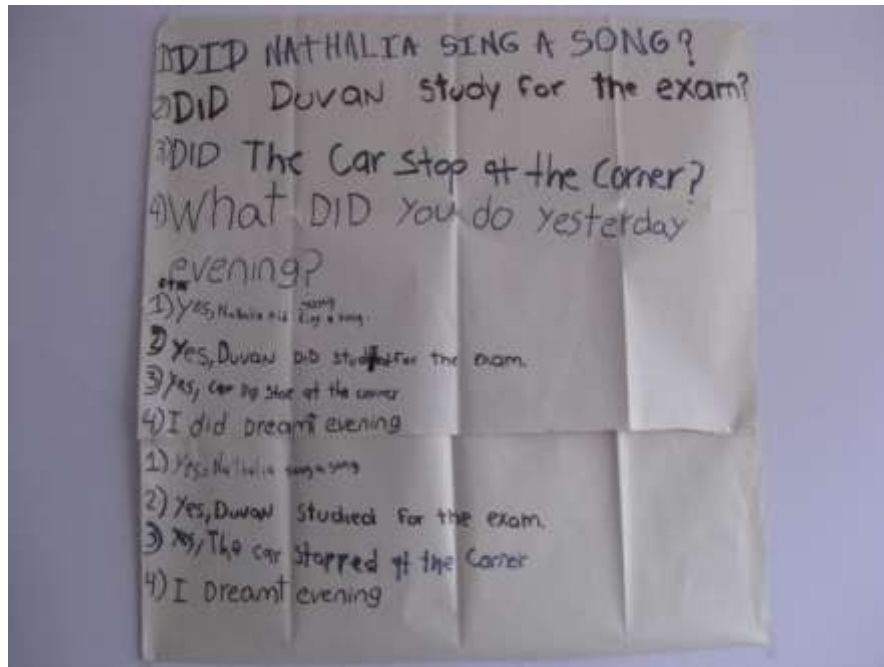 1) DID NATHALIA SING A SONG?
2) DID DUVAN study for the exam?
3) DID The Car Stop at the Corner?
4) What DID You do yesterday
evening?
1) Yes, did sing a song
2) Yes, Duvan DID for the exam.
3) Yes, car DID stop at the corner
4) I did Dreamt evening
1) Yes, Nathalia sang a song
2) Yes, Duvan Studied for the exam.
3) Yes, The car stopped at the Corner
4) I Dreamt evening